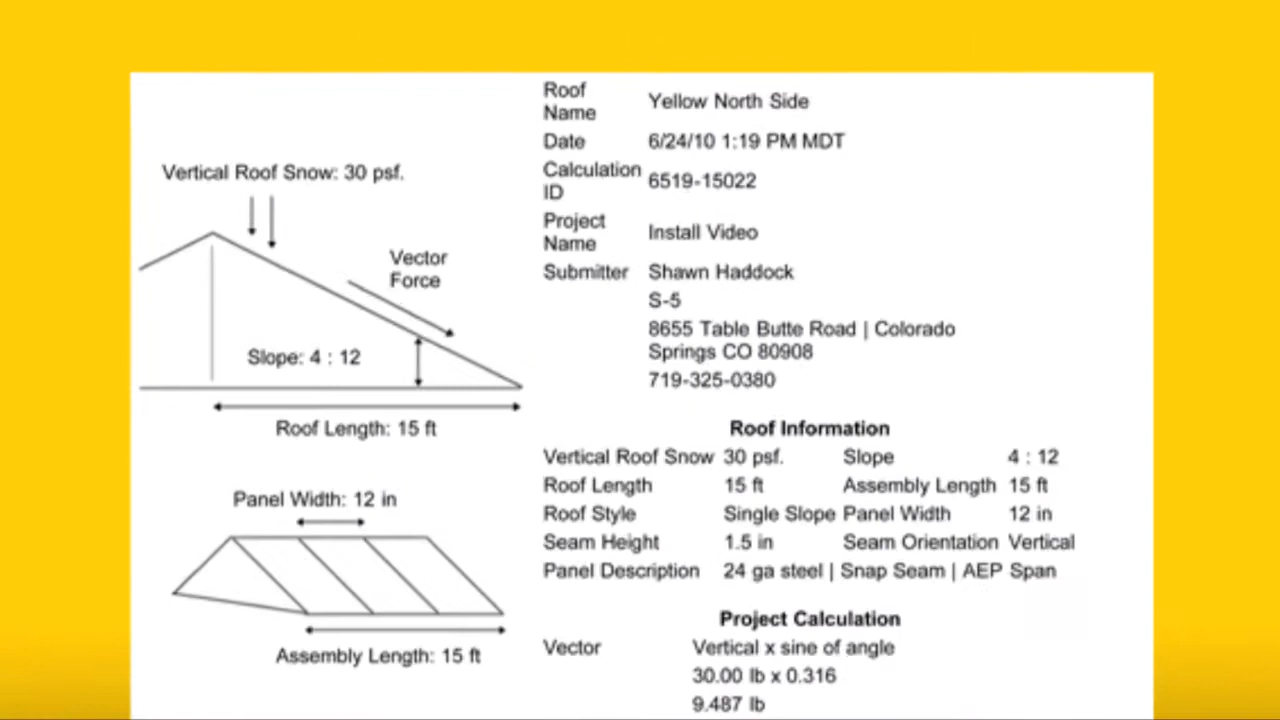 Vertical Roof Snow: 30 psf.
Vector
Force
Slope: 4 : 12
Roof Length: 15 ft
Panel Width: 12 in
Assembly Length: 15 ft
Roof
Name
Yellow North Side
Date 6/24/10 1:19 PM MDT
Calculation
ID
6519-15022
Project
Name
Install Video
Submitter Shawn Haddock
S-5
8655 Table Butte Road | Colorado
Springs CO 80908
719-325-0380
Roof Information
Vertical Roof Snow 30 psf. Slope 4 : 12
Roof Length 15 ft Assembly Length 15 ft
Roof Style Single Slope Panel Width 12 in
Seam Height 1.5 in Seam Orientation Vertical
Panel Description 24 ga steel | Snap Seam | AEP Span
Project Calculation
Vector Vertical x sine of angle
30.00 lb x 0.316
9.487 lb